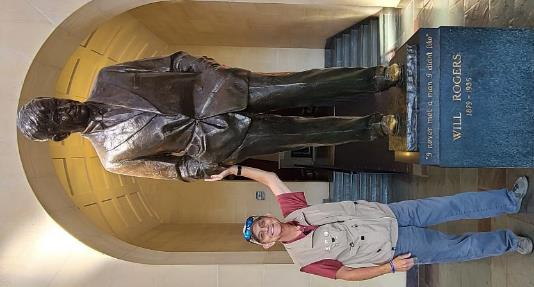 "I never met a man I didn't like"
WILL ROGERS
1879 - 1935